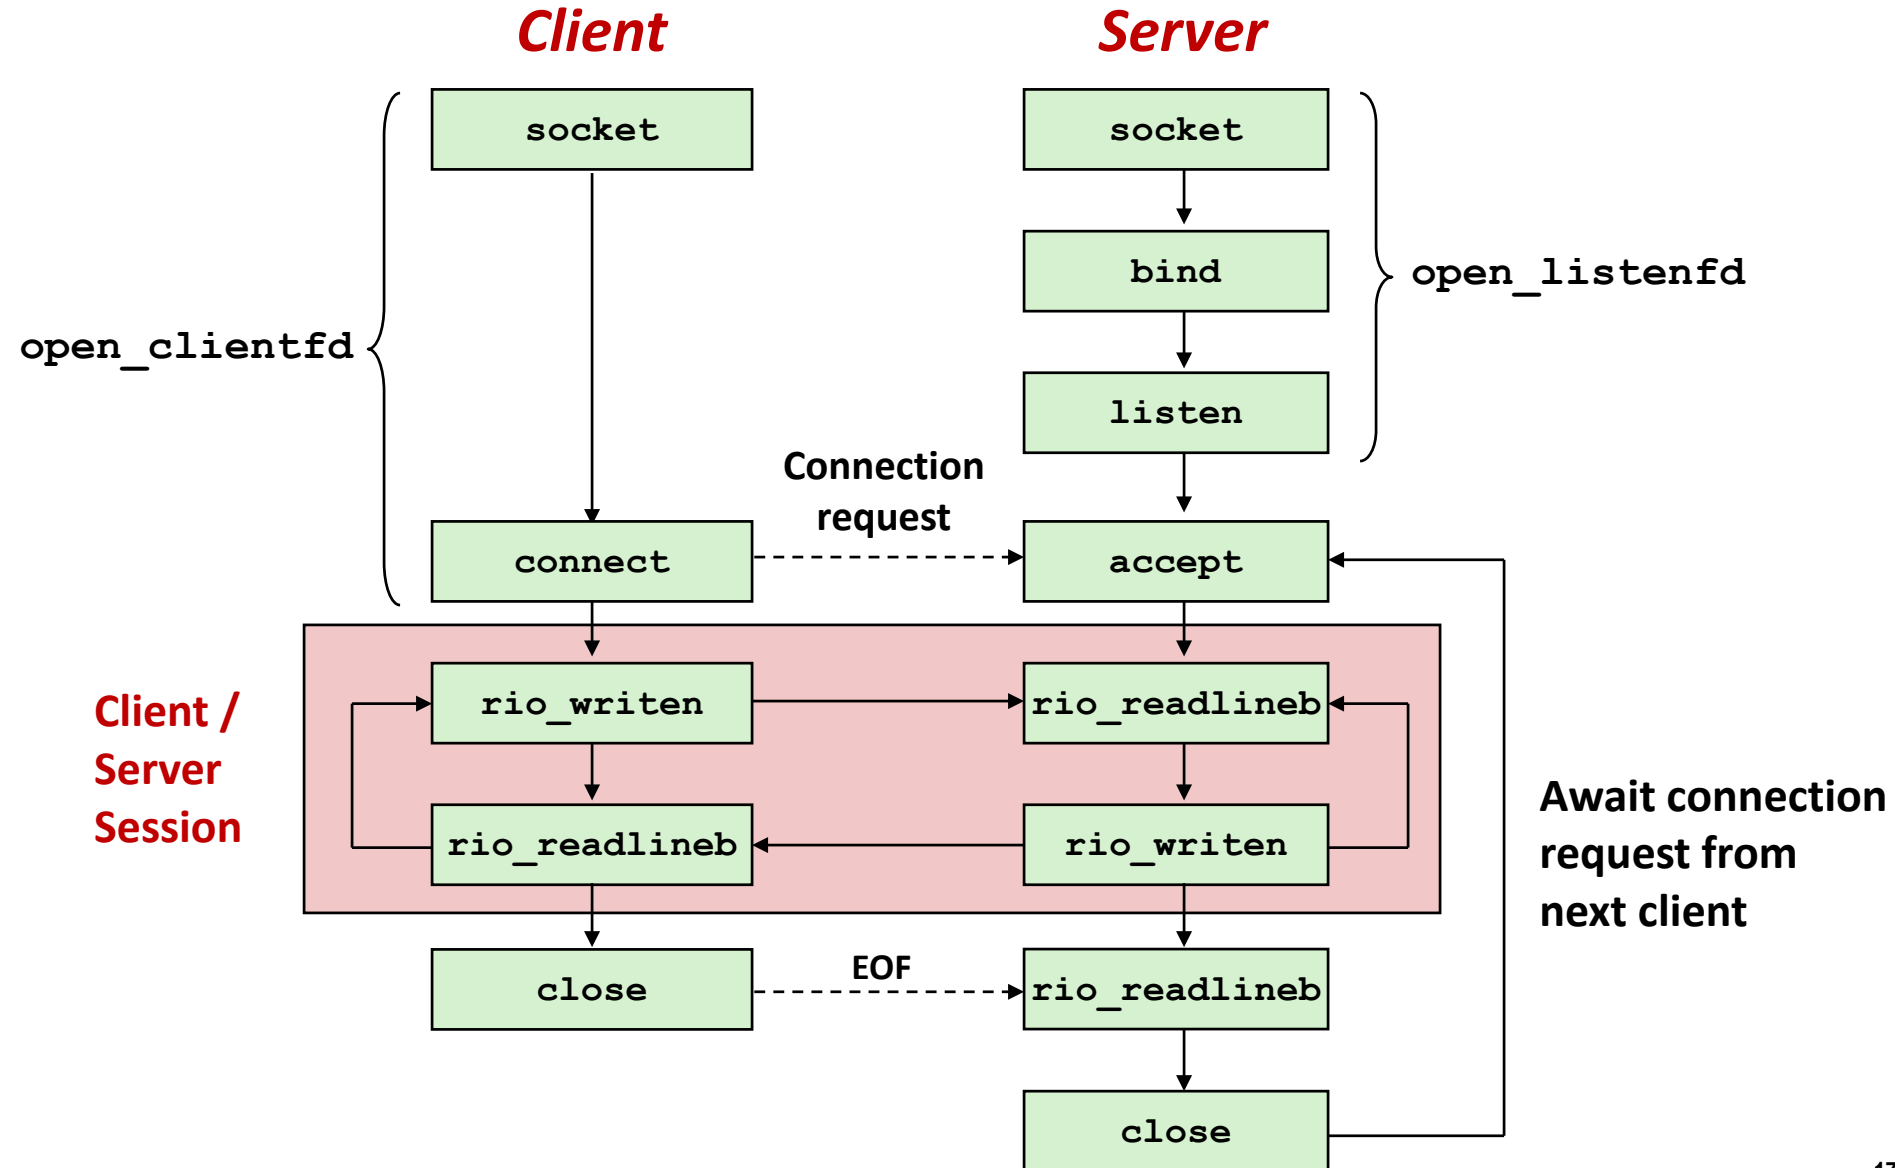 Client
Server
socket
socket
bind
open_listenfd
open_clientfd
listen
Connection
request
connect
accept
Client /
Server
Session
rio_writen
rio_readlineb
rio_readlineb
rio_writen
Await connection
request from
next client
close
EOF
rio_readlineb
close